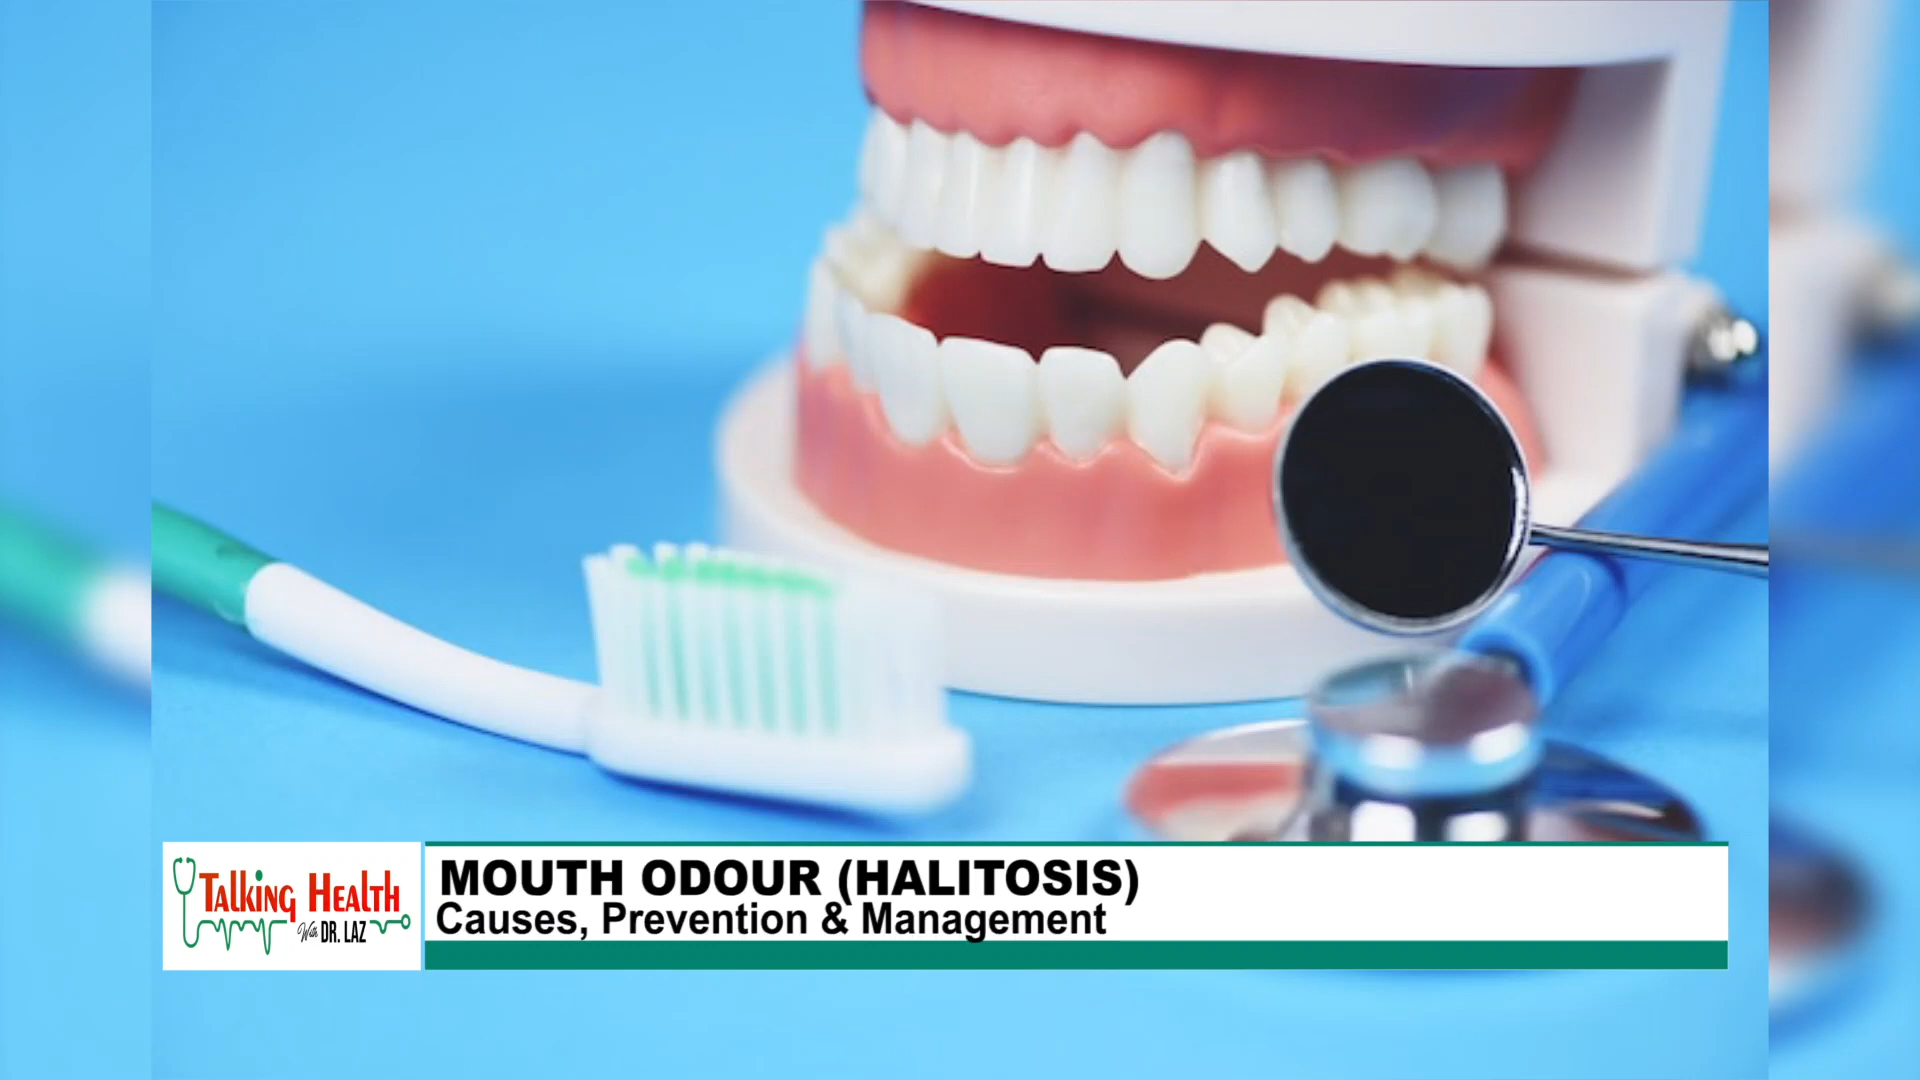 Talking Health
With DR. LAZ
MOUTH ODOUR (HALITOSIS)
Causes, Prevention & Management